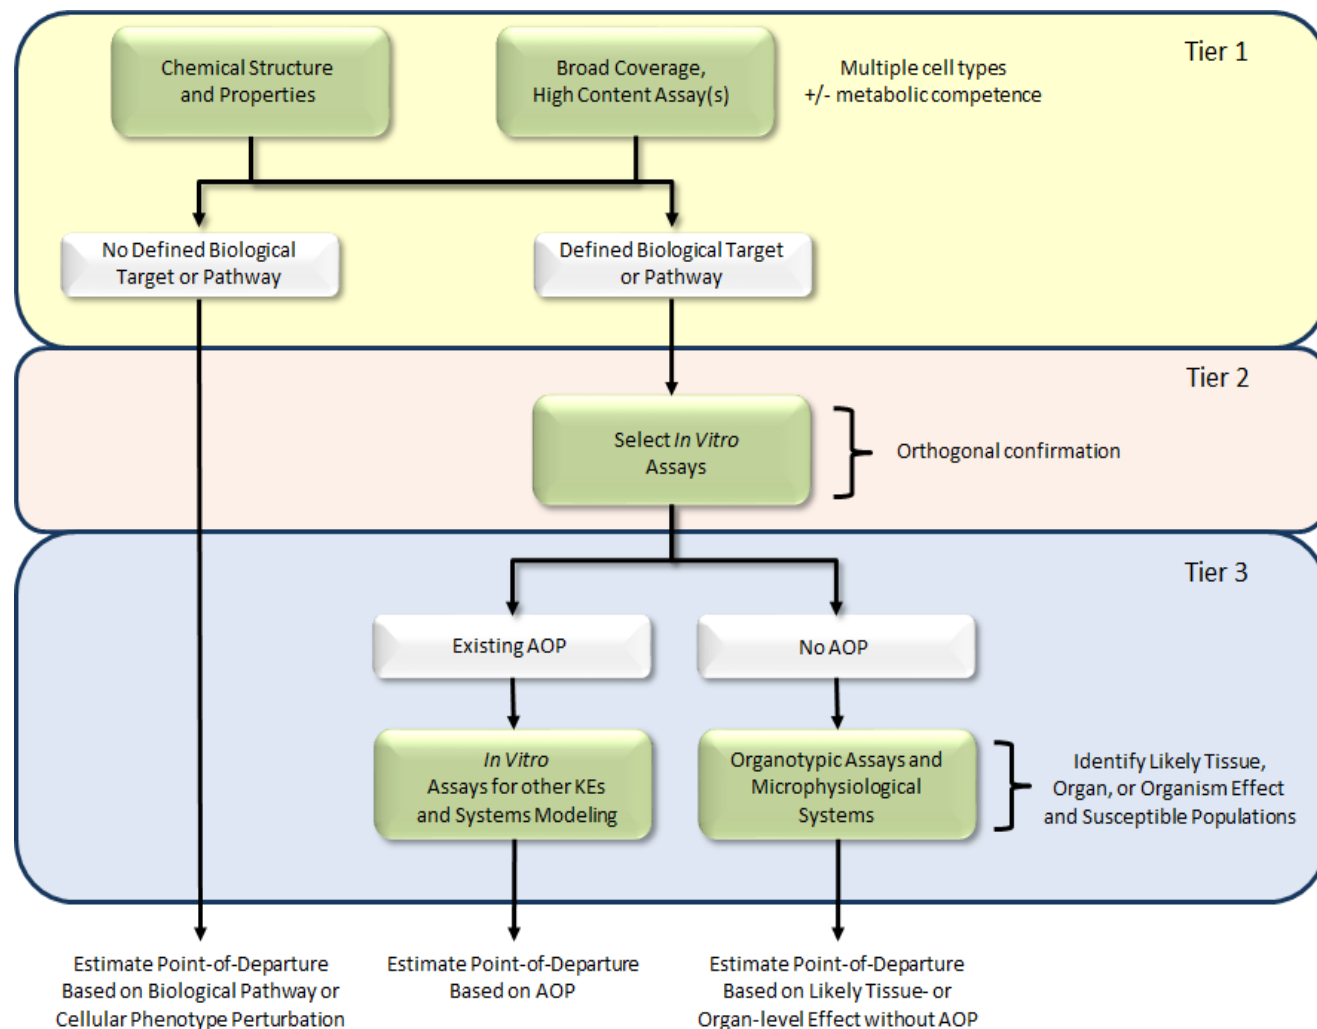 Tier 1
Chemical Structure
and Properties
Broad Coverage,
High Content Assay(s)
Multiple cell types
+/- metabolic competence
No Defined Biological
Target or Pathway
Defined Biological Target
or Pathway
Tier 2
Select In Vitro
Assays
Orthogonal confirmation
Tier 3
Existing AOP
No AOP
In Vitro
Assays for other KEs
and Systems Modeling
Organotypic Assays and
Microphysiological
Systems
Identify Likely Tissue,
Organ, or Organism Effect
and Susceptible Populations
Estimate Point-of-Departure
Based on Biological Pathway or
Cellular Phenotype Perturbation
Estimate Point-of-Departure
Based on AOP
Estimate Point-of-Departure
Based on Likely Tissue- or
Organ-level Effect without AOP